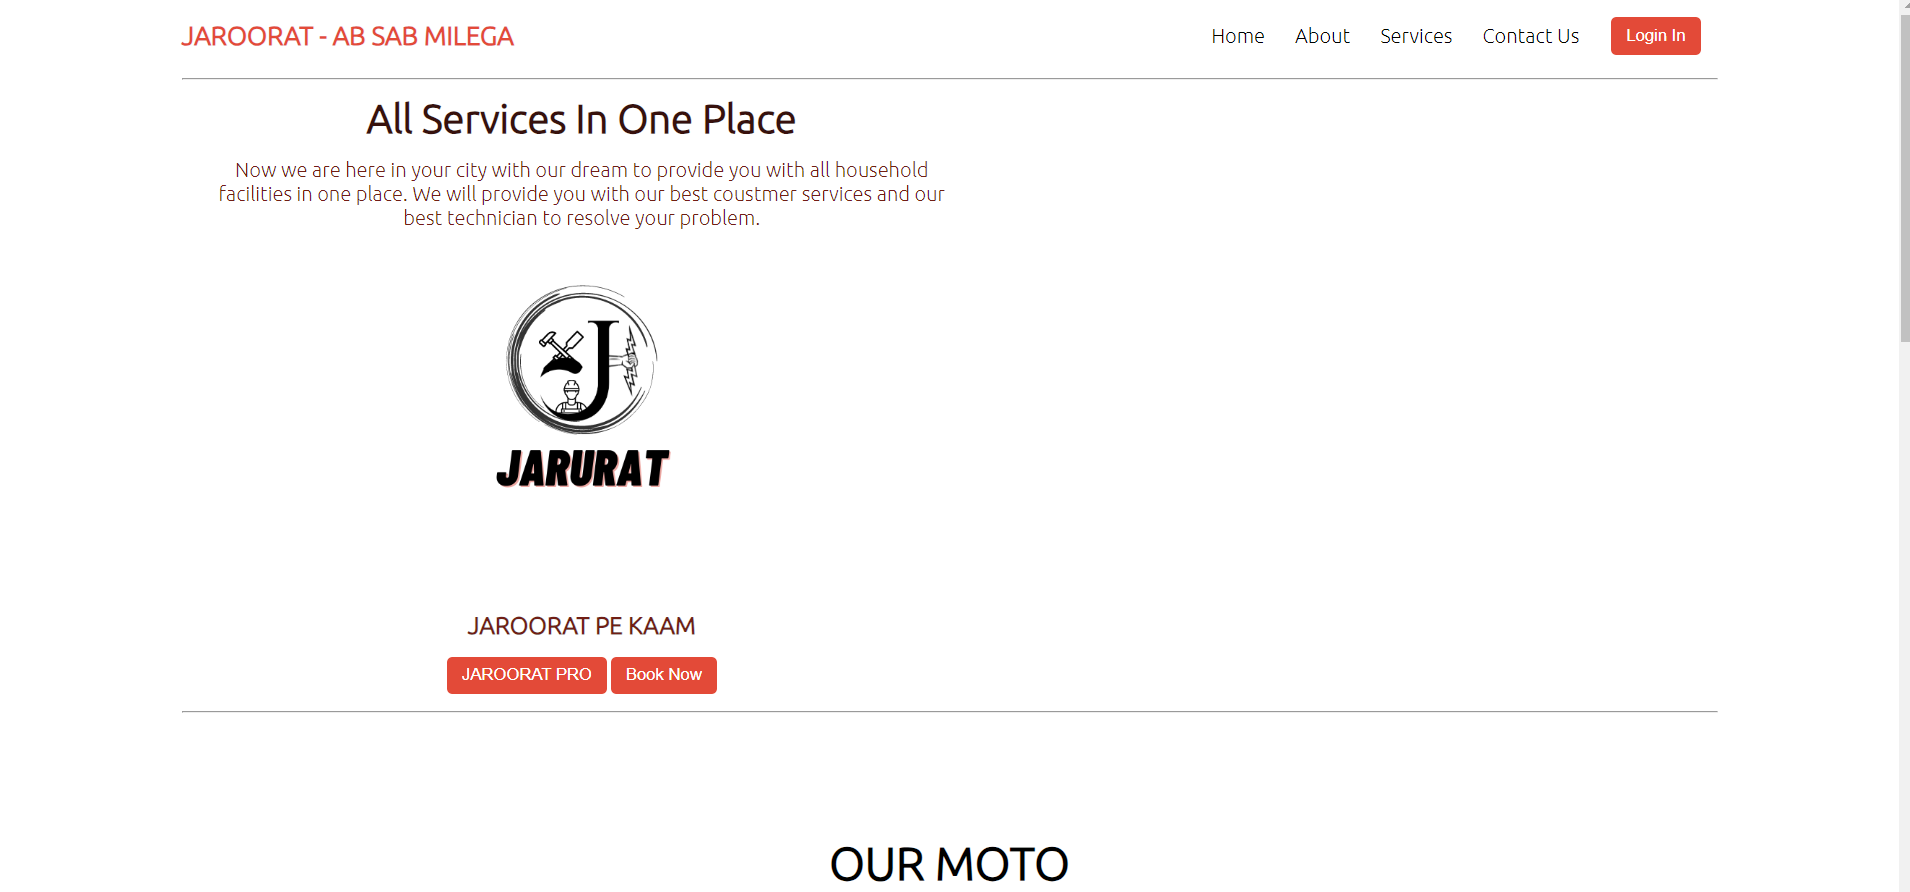 JAROORAT - AB SAB MILEGA
Home About Services Contact Us Login In
All Services In One Place
Now we are here in your city with our dream to provide you with all household
facilities in one place. We will provide you with our best coustmer services and our
best technician to resolve your problem.
J
JARURAT
JAROORAT PE KAAM
JAROORAT PRO Book Now
OUR MOTO